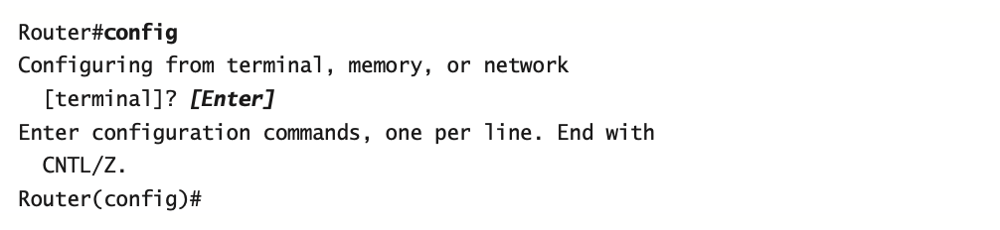 Router#config
Configuring from terminal, memory, or network
[terminal]? [Enter]
Enter configuration commands, one per line. End with
CNTL/Z.
Router(config)#